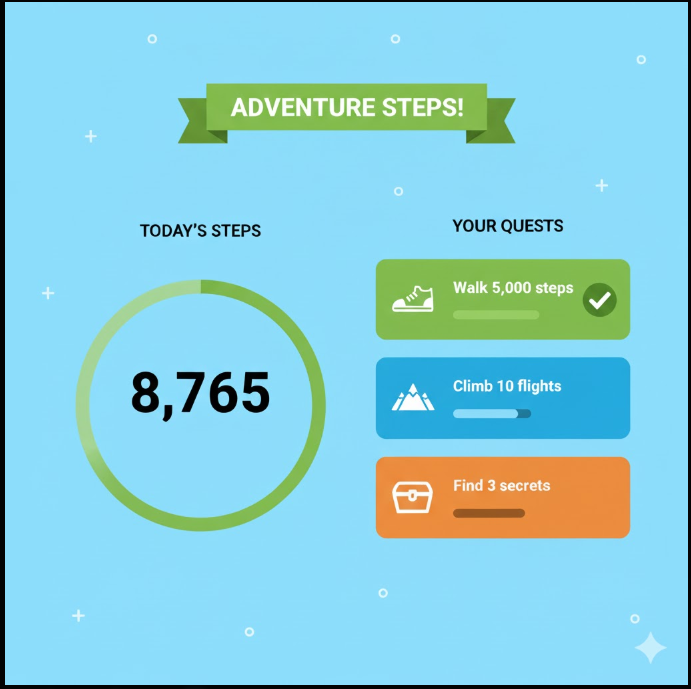 ADVENTURE STEPS!
TODAY'S STEPS
8,765
YOUR QUESTS
Walk 5,000 steps
Climb 10 flights
Find 3 secrets